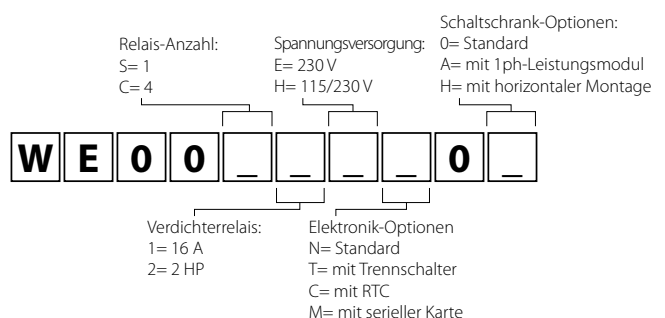 Relais-Anzahl:
S= 1
C= 4
Spannungsversorgung:
E= 230 V
H= 115/230 V
Schaltschrank-Optionen:
0= Standard
A= mit 1ph-Leistungsmodul
H= mit horizontaler Montage
W E 0 0 _ _ _ _ 0 _
Verdichterrelais:
1= 16 A
2= 2 HP
Elektronik-Optionen
N= Standard
T= mit Trennschalter
C= mit RTC
M= mit serieller Karte